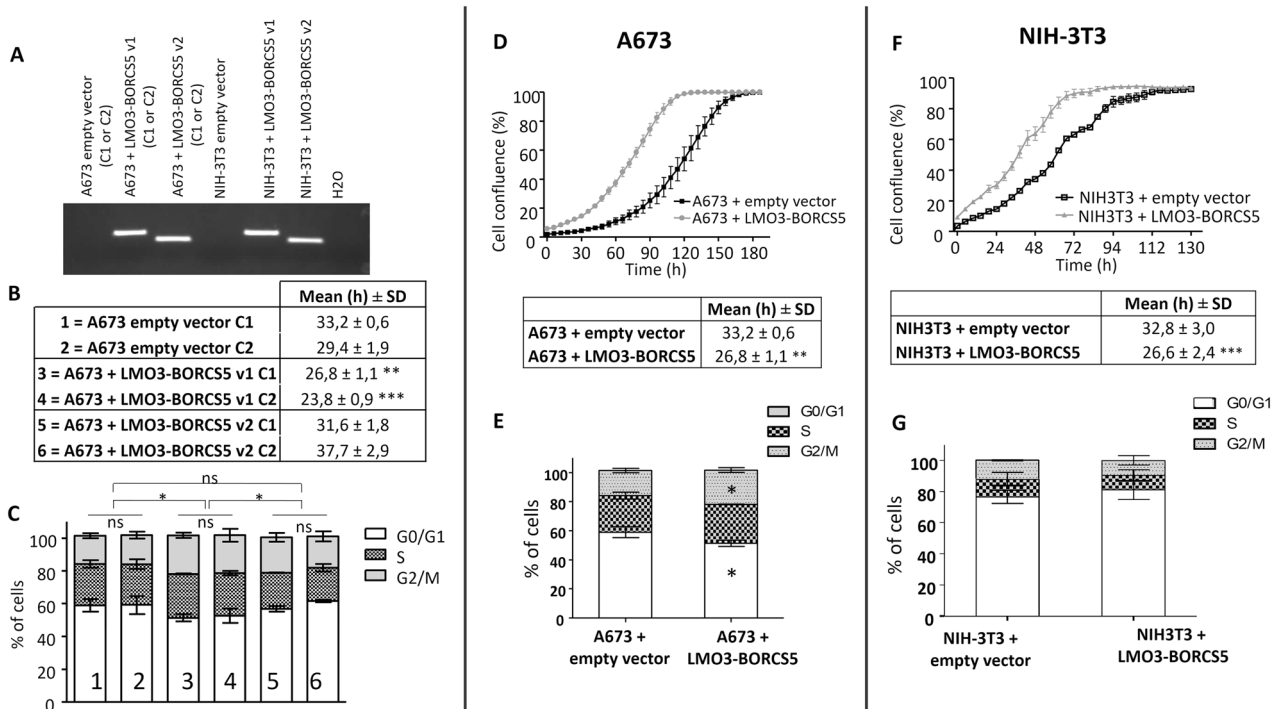 A
A673 empty vector
(C1 or C2)
A673 + LMO3-BORCS5 v1
(C1 or C2)
A673 + LMO3-BORCS5 v2
(C1 or C2)
NIH-3T3 empty vector
NIH-3T3 + LMO3-BORCS5 v1
NIH-3T3 + LMO3-BORCS5 v2
H2O
B
Mean (h) ± SD
1 = A673 empty vector C1 33,2 ± 0,6
2 = A673 empty vector C2 29,4 ± 1,9
3 = A673 + LMO3-BORCS5 v1 C1 26,8 ± 1,1 **
4 = A673 + LMO3-BORCS5 v1 C2 23,8 ± 0,9 ***
5 = A673 + LMO3-BORCS5 v2 C1 31,6 ± 1,8
6 = A673 + LMO3-BORCS5 v2 C2 37,7 ± 2,9
C
ns
* *
ns ns ns
% of cells
100
80
60
40
20
0
1 2 3 4 5 6
G0/G1
S
G2/M
D
A673
Cell confluence (%)
100
80
60
40
20
0
A673 + empty vector
A673 + LMO3-BORCS5
0 30 60 90 120 150 180
Time (h)
Mean (h) ± SD
A673 + empty vector 33,2 ± 0,6
A673 + LMO3-BORCS5 26,8 ± 1,1 **
E
G0/G1
S
G2/M
% of cells
100
80
60
40
20
0
*
*
A673 +
empty vector
A673 +
LMO3-BORCS5
F
NIH-3T3
Cell confluence (%)
100
80
60
40
20
0
NIH3T3 + empty vector
NIH3T3 + LMO3-BORCS5
0 24 48 72 94 112 130
Time (h)
Mean (h) ± SD
NIH3T3 + empty vector 32,8 ± 3,0
NIH3T3 + LMO3-BORCS5 26,6 ± 2,4 ***
G
G0/G1
S
G2/M
% of cells
100
80
60
40
20
0
NIH-3T3 +
empty vector
NIH3T3 +
LMO3-BORCS5